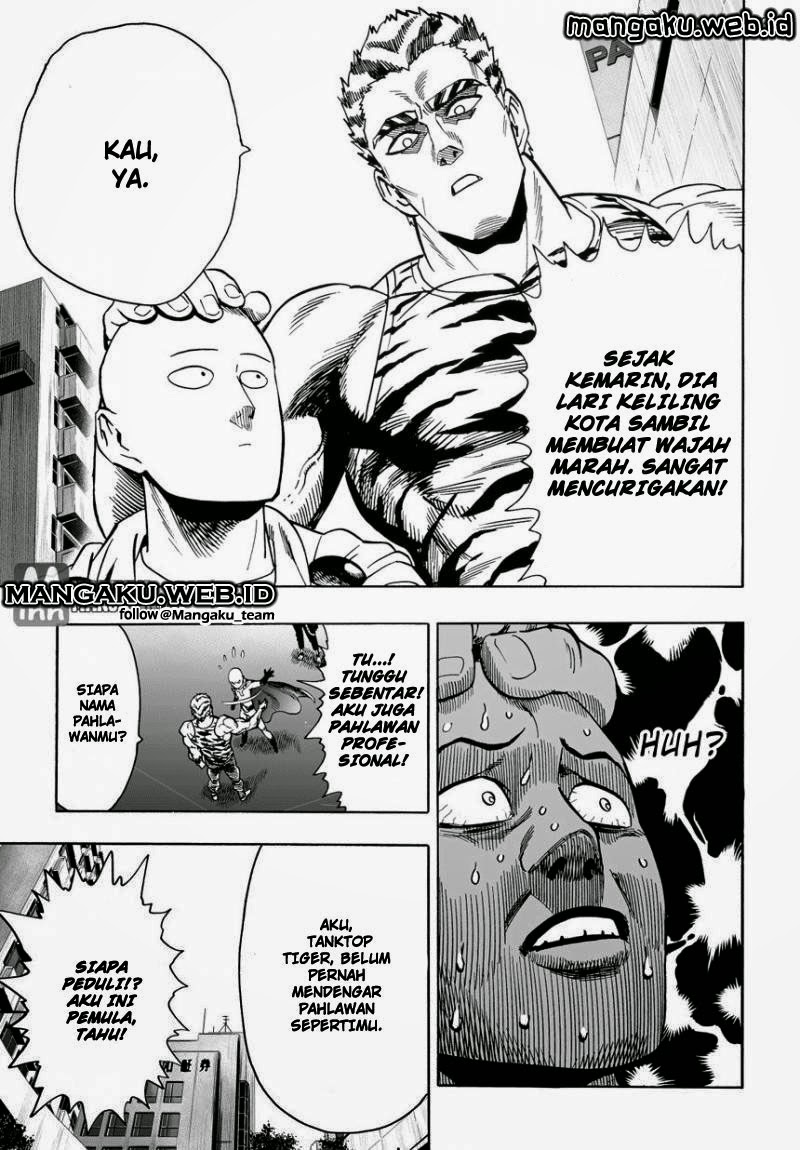 mangaku.web.id
PA
KAU,
YA.
SEJAK
KEMARIN, DIA
LARI KELILING
KOTA SAMBIL
MEMBUAT WAJAH
MARAH. SANGAT
MENCURIGAKAN!
MANGAKU.WEB.ID
follow @Mangaku_team
HUH?
TU...!
TUNGGU
SEBENTAR!
AKU JUGA
PAHLAWAN
PROFE-
SIONAL!
SIAPA
NAMA
PAHLA-
WANMU?
AKU,
TANKTOP
TIGER, BELUM
PERNAH
MENDENGAR
PAHLAWAN
SEPERTIMU.
SIAPA
PEDULI!?
AKU INI
PEMULA,
TAHU!